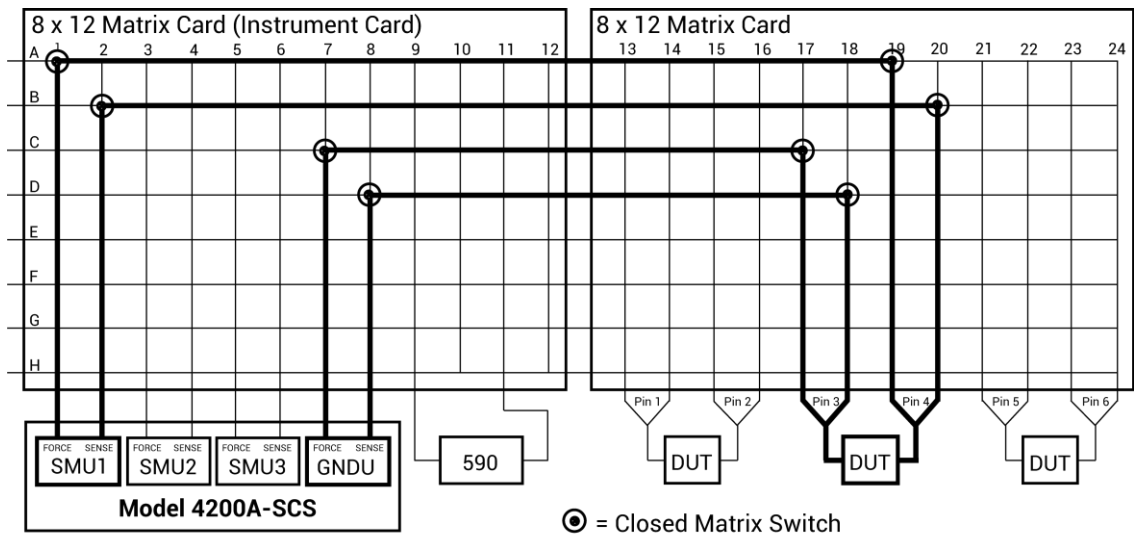 8 x 12 Matrix Card (Instrument Card)
8 x 12 Matrix Card
1 2 3 4 5 6 7 8 9 10 11 12 13 14 15 16 17 18 19 20 21 22 23 24
A
B
C
D
E
F
G
H
Pin 1 Pin 2 Pin 3 Pin 4 Pin 5 Pin 6
FORCE SENSE FORCE SENSE FORCE SENSE FORCE SENSE
SMU1 SMU2 SMU3 GNDU 590 DUT DUT DUT
Model 4200A-SCS
= Closed Matrix Switch